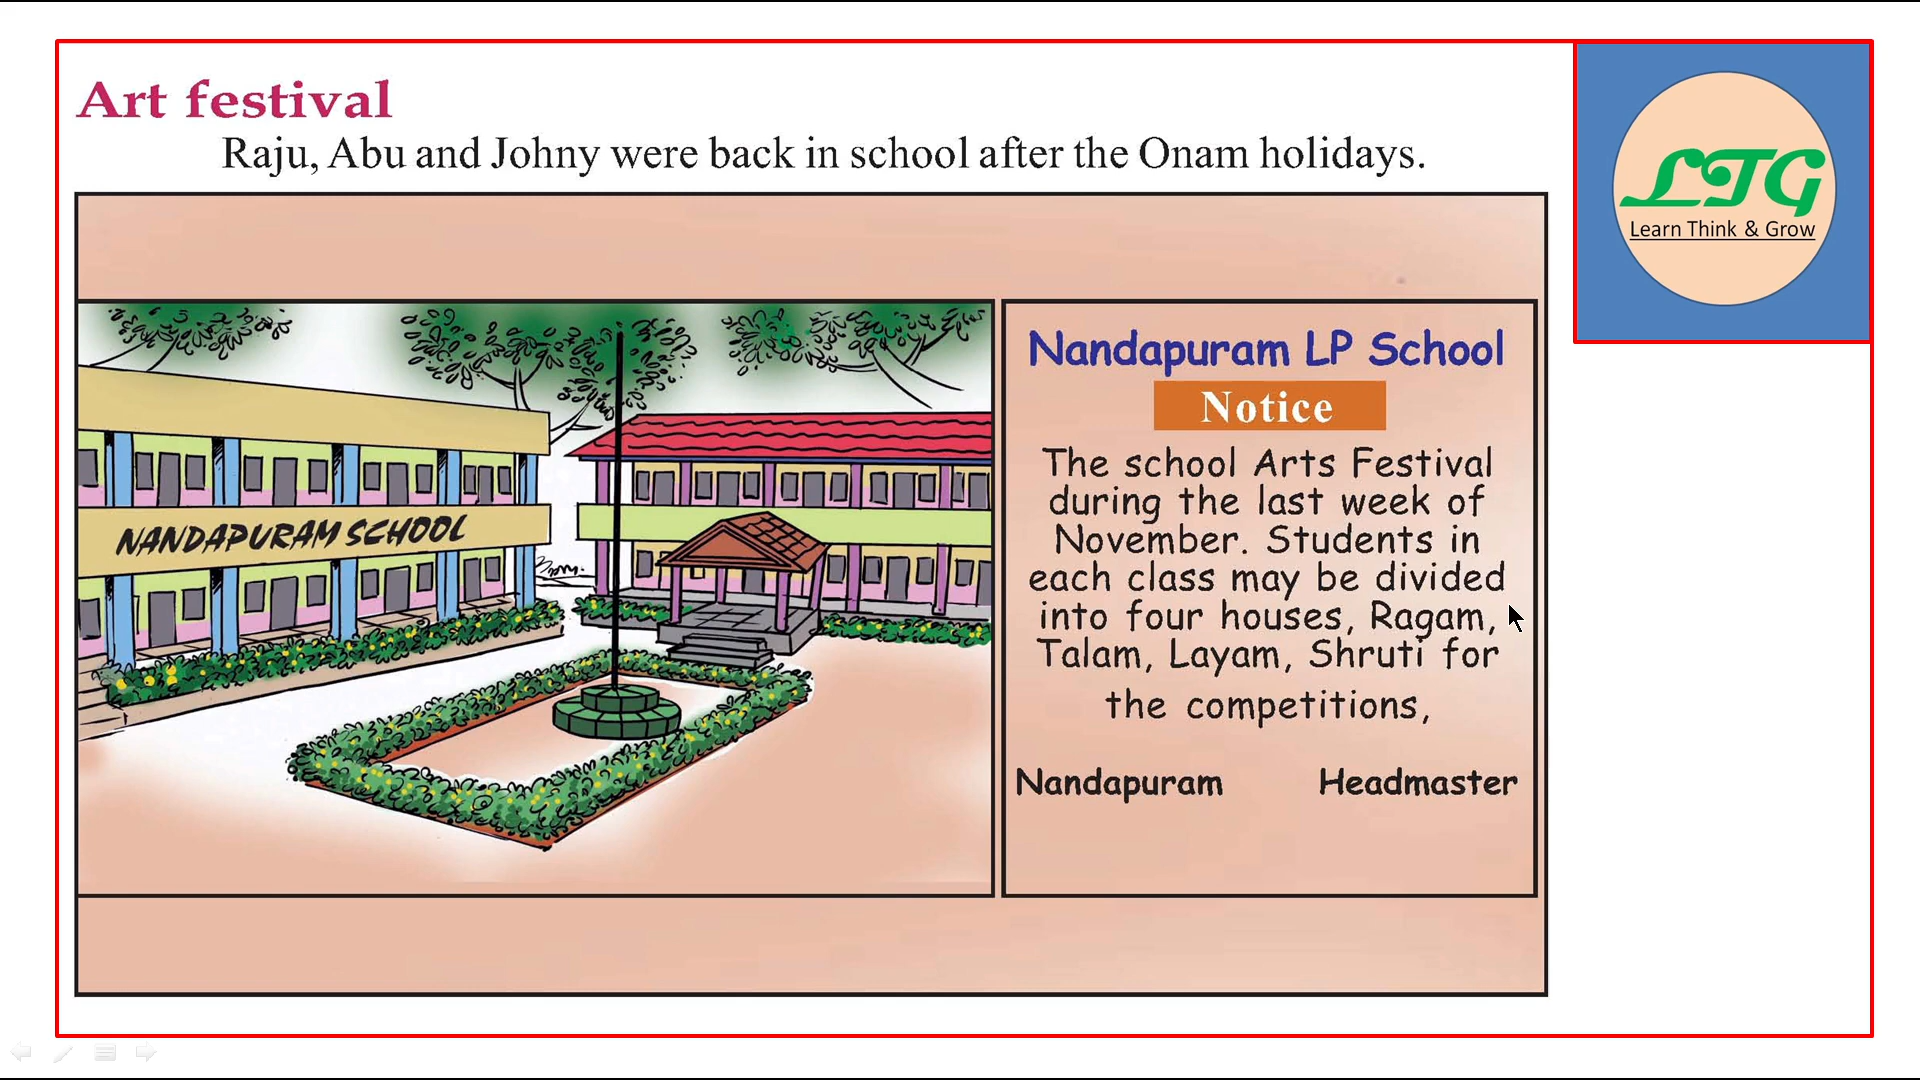 Art festival
Raju, Abu and Johny were back in school after the Onam holidays.
LTG
Learn Think & Grow
NANDAPURAM SCHOOL
Nandapuram LP School
Notice
The school Arts Festival
during the last week of
November. Students in
each class may be divided
into four houses, Ragam,
Talam, Layam, Shruti for
the competitions,
Nandapuram Headmaster